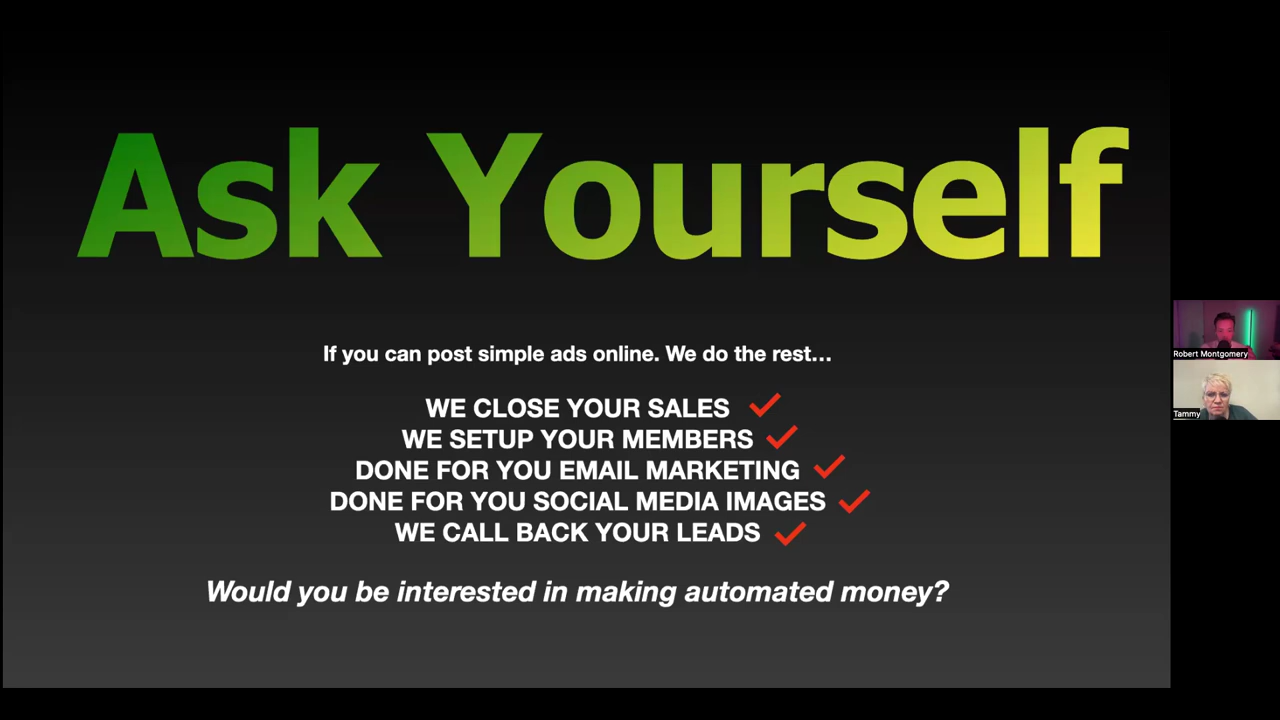 Ask Yourself
If you can post simple ads online. We do the rest...
WE CLOSE YOUR SALES
WE SETUP YOUR MEMBERS
DONE FOR YOU EMAIL MARKETING
DONE FOR YOU SOCIAL MEDIA IMAGES
WE CALL BACK YOUR LEADS
Would you be interested in making automated money?
Robert Montgomery
Tammy